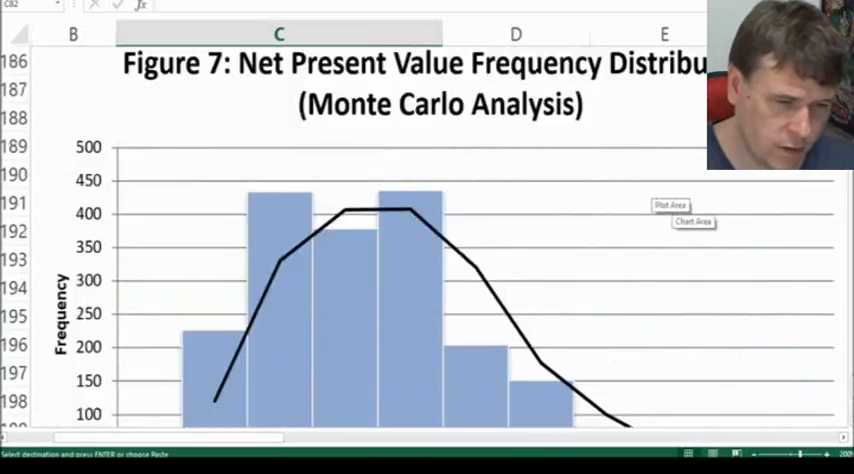 CB2
fx
B C D E
186
187
188
189
190
191
192
193
194
195
196
197
198
Figure 7: Net Present Value Frequency Distribu
(Monte Carlo Analysis)
500
450
400
350
300
250
200
150
100
Frequency
Plot Area
Chart Area
Select destination and press ENTER or choose Paste
200%